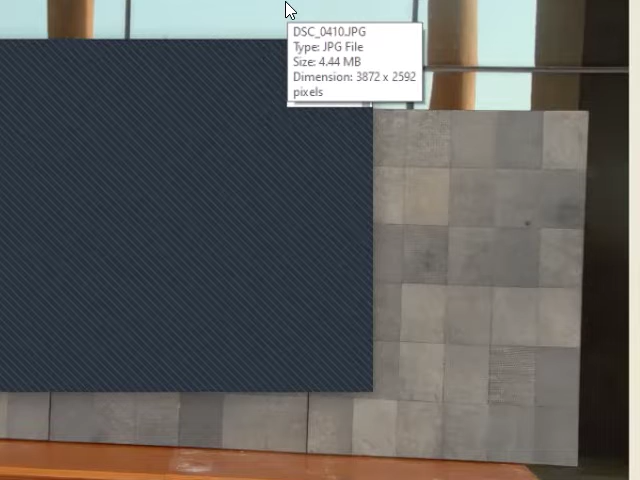 DSC_0410.JPG
Type: JPG File
Size: 4.44 MB
Dimension: 3872 x 2592
pixels